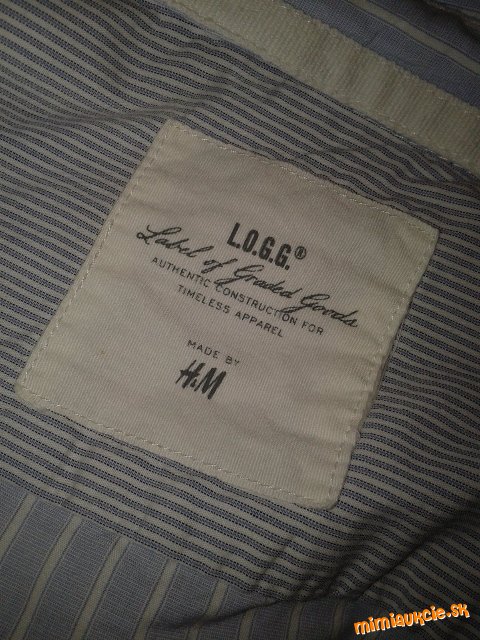 L.O.G.G.®
Label of Graded Goods
AUTHENTIC CONSTRUCTION FOR
TIMELESS APPAREL
MADE BY
H&M
mimiaukcie.sk